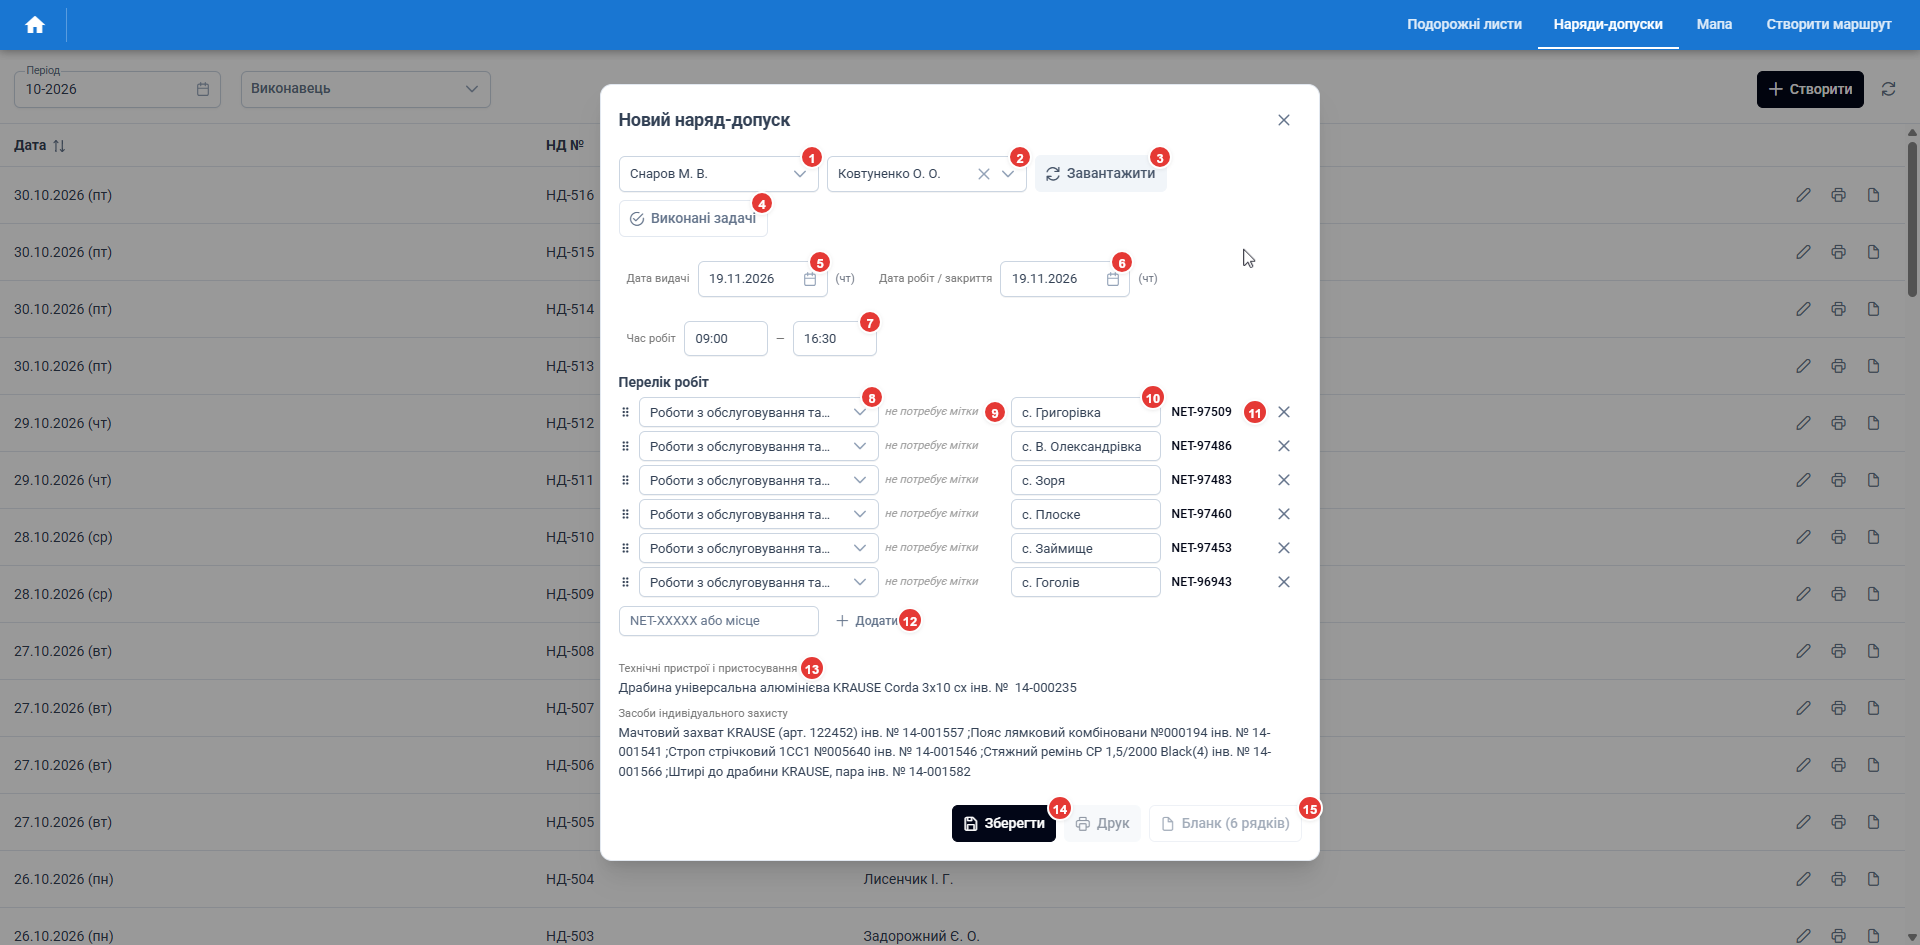 Подорожні листи Наряди-допуски Мапа Створити маршрут
Період
10-2026 Виконавець Створити
Дата НД №
30.10.2026 (пт) НД-516
30.10.2026 (пт) НД-515
30.10.2026 (пт) НД-514
30.10.2026 (пт) НД-513
29.10.2026 (чт) НД-512
29.10.2026 (чт) НД-511
28.10.2026 (ср) НД-510
28.10.2026 (ср) НД-509
27.10.2026 (вт) НД-508
27.10.2026 (вт) НД-507
27.10.2026 (вт) НД-506
27.10.2026 (вт) НД-505
26.10.2026 (пн) НД-504 Лисенчик І. Г.
26.10.2026 (пн) НД-503 Задорожний Є. О.
Новий наряд-допуск
1 2 3
Снаров М. В. Ковтуненко О. О. Завантажити
4
Виконані задачі
5 6
Дата видачі 19.11.2026 (чт) Дата робіт / закриття 19.11.2026 (чт)
7
Час робіт 09:00 – 16:30
Перелік робіт
8 10
Роботи з обслуговування та... не потребує мітки 9 с. Григорівка NET-97509 11
Роботи з обслуговування та... не потребує мітки с. В. Олександрівка NET-97486
Роботи з обслуговування та... не потребує мітки с. Зоря NET-97483
Роботи з обслуговування та... не потребує мітки с. Плоске NET-97460
Роботи з обслуговування та... не потребує мітки с. Займище NET-97453
Роботи з обслуговування та... не потребує мітки с. Гоголів NET-96943
NET-XXXXX або місце Додати 12
Технічні пристрої і пристосування 13
Драбина універсальна алюмінієва KRAUSE Corda 3х10 сх інв. № 14-000235
Засоби індивідуального захисту
Мачтовий захват KRAUSE (арт. 122452) інв. № 14-001557 ;Пояс лямковий комбіновани №000194 інв. № 14-
001541 ;Строп стрічковий 1СС1 №005640 інв. № 14-001546 ;Стяжний ремінь СР 1,5/2000 Black(4) інв. № 14-
001566 ;Штирі до драбини KRAUSE, пара інв. № 14-001582
14 15
Зберегти Друк Бланк (6 рядків)